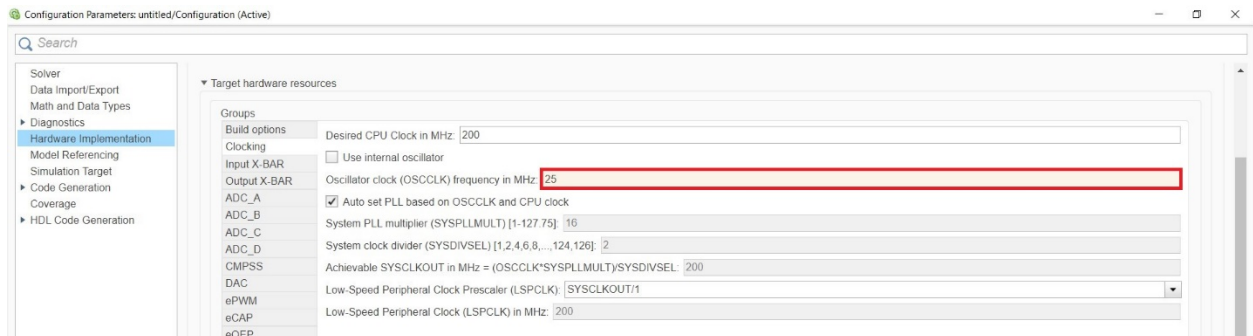 Configuration Parameters: untitled/Configuration (Active)
Search
Solver
Data Import/Export
Math and Data Types
Diagnostics
Hardware Implementation
Model Referencing
Simulation Target
Code Generation
Coverage
HDL Code Generation
Target hardware resources
Groups
Build options
Clocking
Input X-BAR
Output X-BAR
ADC_A
ADC_B
ADC_C
ADC_D
CMPSS
DAC
ePWM
eCAP
eQEP
Desired CPU Clock in MHz: 200
Use internal oscillator
Oscillator clock (OSCCLK) frequency in MHz: 25
Auto set PLL based on OSCCLK and CPU clock
System PLL multiplier (SYSPLLMULT) [1-127.75]: 16
System clock divider (SYSDIVSEL) [1,2,4,6,8,...,124,126]: 2
Achievable SYSCLKOUT in MHz = (OSCCLK*SYSPLLMULT)/SYSDIVSEL: 200
Low-Speed Peripheral Clock Prescaler (LSPCLK): SYSCLKOUT/1
Low-Speed Peripheral Clock (LSPCLK) in MHz: 200